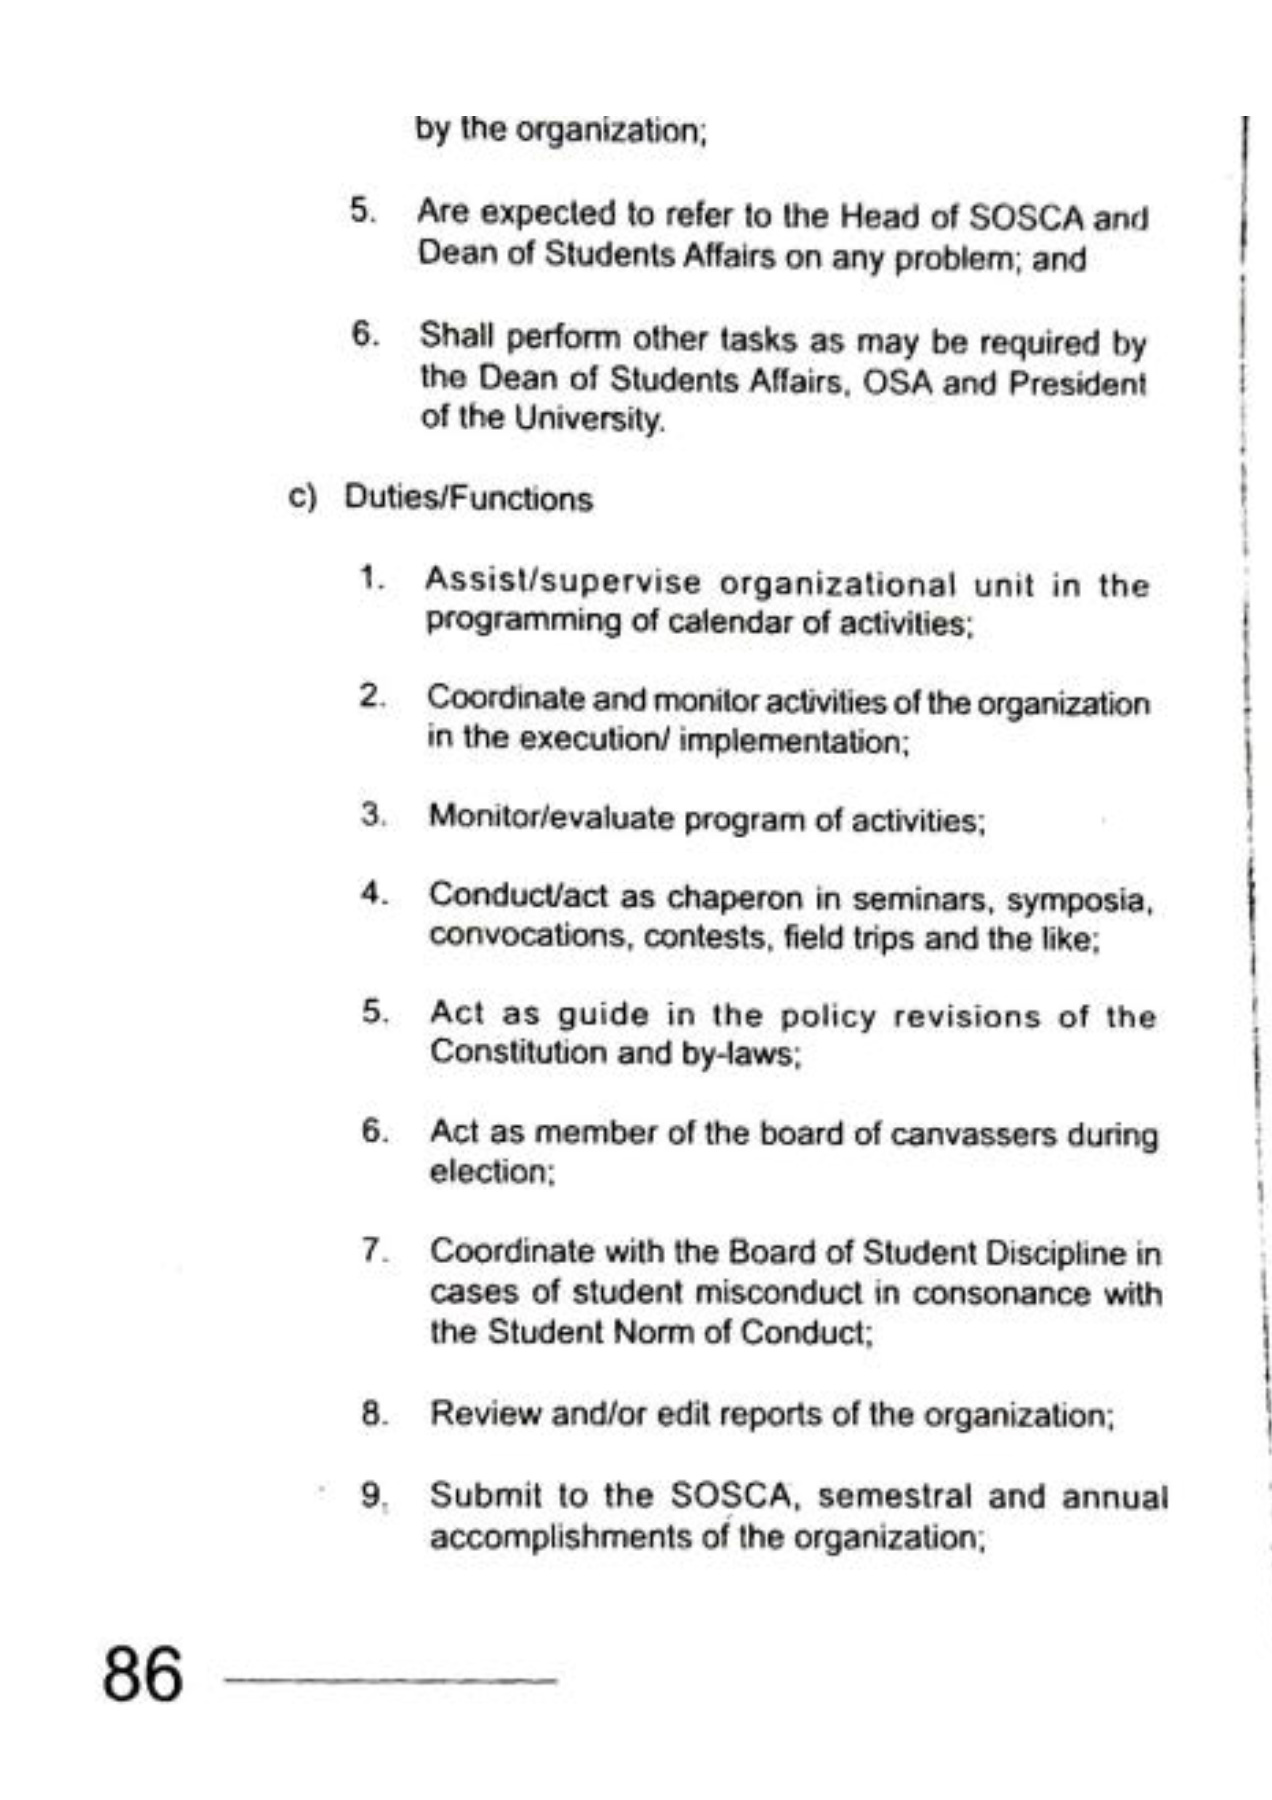 by the organization;
5. Are expected to refer to the Head of SOSCA and
Dean of Students Affairs on any problem; and
6. Shall perform other tasks as may be required by
the Dean of Students Affairs, OSA and President
of the University.
c) Duties/Functions
1. Assist/supervise organizational unit in the
programming of calendar of activities;
2. Coordinate and monitor activities of the organization
in the execution/ implementation;
3. Monitor/evaluate program of activities;
4. Conduct/act as chaperon in seminars, symposia,
convocations, contests, field trips and the like;
5. Act as guide in the policy revisions of the
Constitution and by-laws;
6. Act as member of the board of canvassers during
election;
7. Coordinate with the Board of Student Discipline in
cases of student misconduct in consonance with
the Student Norm of Conduct;
8. Review and/or edit reports of the organization;
9. Submit to the SOSCA, semestral and annual
accomplishments of the organization;
86